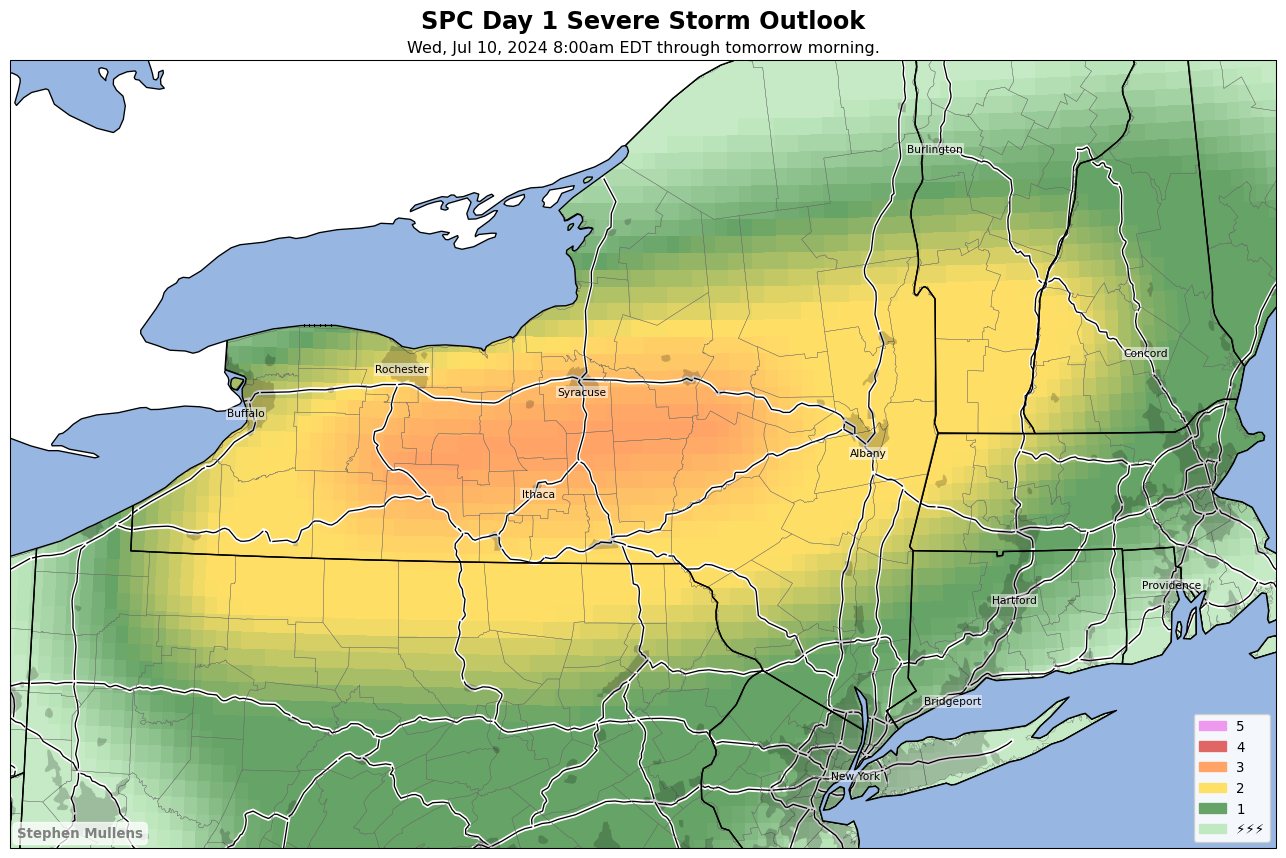 SPC Day 1 Severe Storm Outlook
Wed, Jul 10, 2024 8:00am EDT through tomorrow morning.
Burlington
Concord
Rochester
Syracuse
Buffalo
Albany
Ithaca
Providence
Hartford
Bridgeport
New York
5
4
3
2
1
⚡⚡⚡
Stephen Mullens